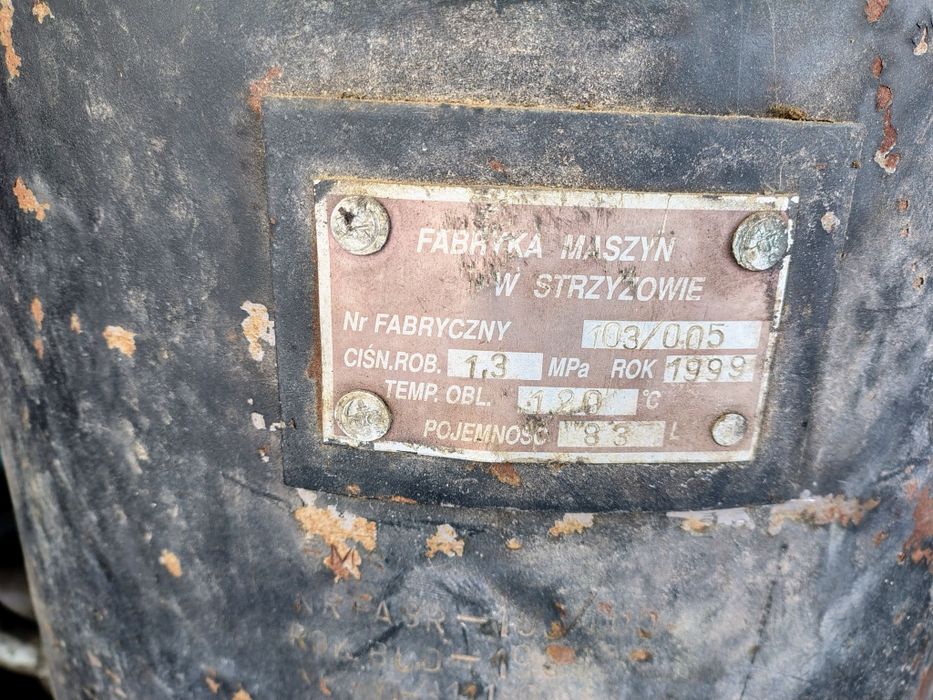 FABRYKA MASZYN
W STRZYŻOWIE
Nr FABRYCZNY 103/005
CIŚN.ROB. 1,3 MPa ROK 1999
TEMP. OBL. 120 °C
POJEMNOŚĆ 83 L